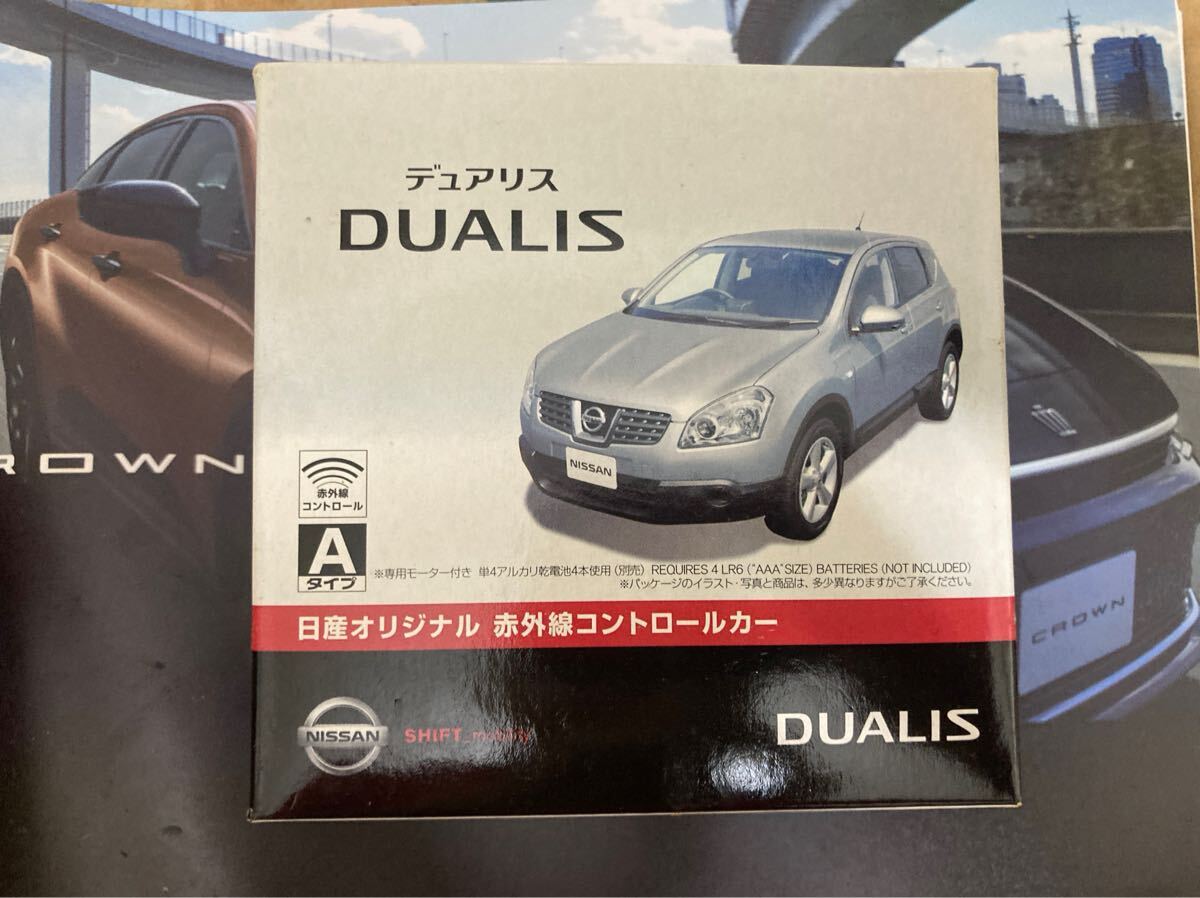 デュアリス
DUALIS
NISSAN
赤外線
コントロール
A
タイプ
※専用モーター付き 単4アルカリ乾電池4本使用(別売) REQUIRES 4 LR6 ("AAA"SIZE) BATTERIES (NOT INCLUDED)
※パッケージのイラスト・写真と商品は、多少異なりますがご了承ください。
日産オリジナル 赤外線コントロールカー
NISSAN
SHIFT_mobility
DUALIS
ROWN
CROWN